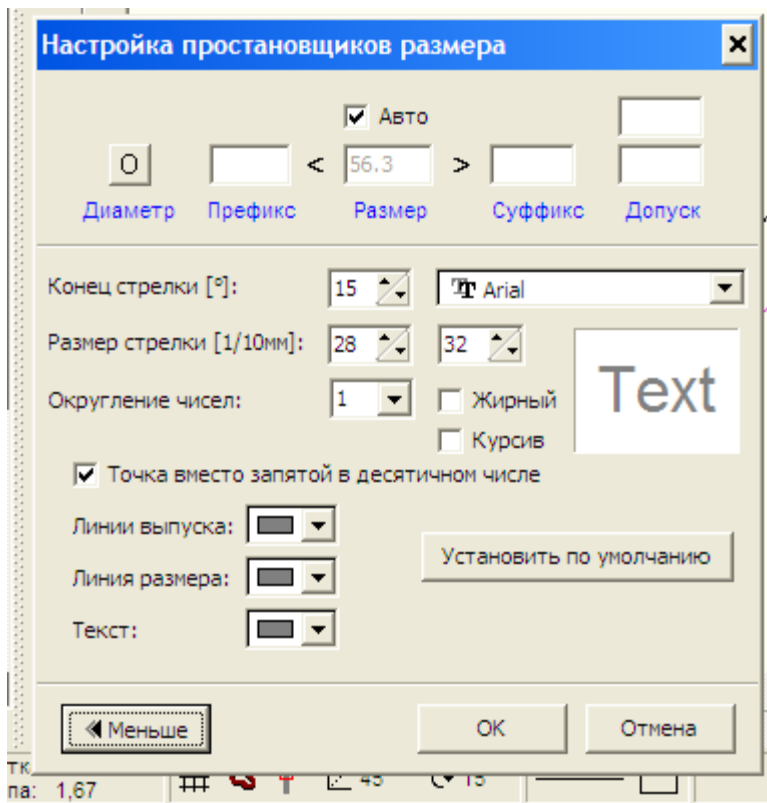 Настройка простановщиков размера
Авто
О < 56.3 >
Диаметр Префикс Размер Суффикс Допуск
Конец стрелки [°]: 15 Arial
Размер стрелки [1/10мм]: 28 32
Округление чисел: 1 Жирный
Text
Курсив
Точка вместо запятой в десятичном числе
Линии выпуска:
Установить по умолчанию
Линия размера:
Текст:
Меньше OK Отмена
па: 1,67 45 15